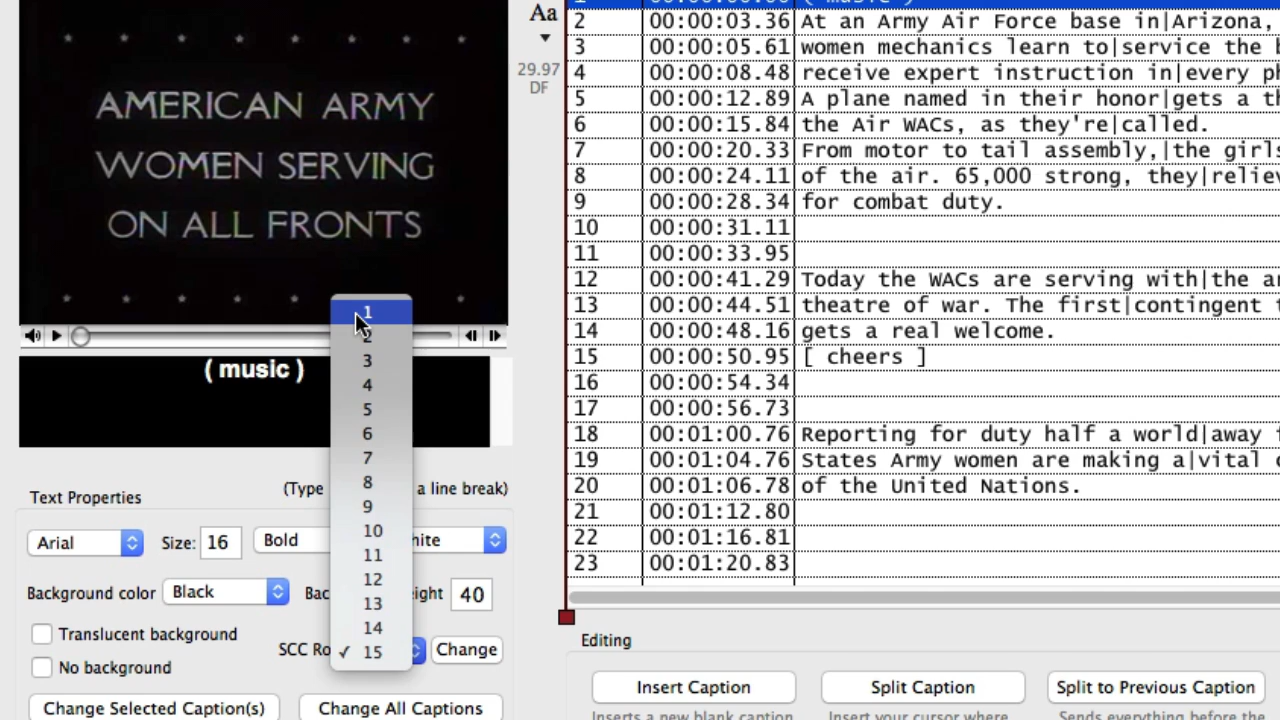 AMERICAN ARMY
WOMEN SERVING
ON ALL FRONTS
( music )
Text Properties
(Type
a line break)
Arial
Size: 16
Bold
Background color
Black
40
Translucent background
No background
SCC
Change
Change Selected Caption(s)
Change All Captions
1
2
3
4
5
6
7
8
9
10
11
12
13
14
✓ 15
Aa
29.97
DF
2 00:00:03.36 At an Army Air Force base in|Arizona,
3 00:00:05.61 women mechanics learn to|service the
4 00:00:08.48 receive expert instruction in|every
5 00:00:12.89 A plane named in their honor|gets a
6 00:00:15.84 the Air WACs, as they're|called.
7 00:00:20.33 From motor to tail assembly,|the girls
8 00:00:24.11 of the air. 65,000 strong, they|
9 00:00:28.34 for combat duty.
10 00:00:31.11
11 00:00:33.95
12 00:00:41.29 Today the WACs are serving with|the
13 00:00:44.51 theatre of war. The first|contingent
14 00:00:48.16 gets a real welcome.
15 00:00:50.95 [ cheers ]
16 00:00:54.34
17 00:00:56.73
18 00:01:00.76 Reporting for duty half a world|away
19 00:01:04.76 States Army women are making a|vital
20 00:01:06.78 of the United Nations.
21 00:01:12.80
22 00:01:16.81
23 00:01:20.83
Editing
Insert Caption
Split Caption
Split to Previous Caption
Inserts a new blank caption
Insert your cursor where
Sends everything before the